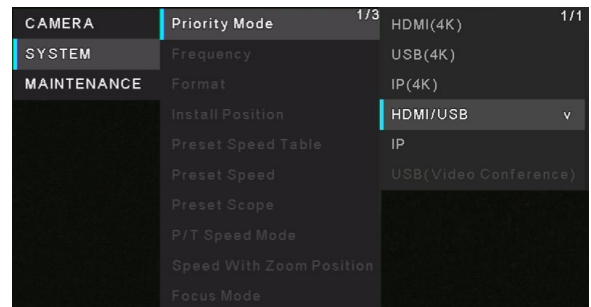 CAMERA
SYSTEM
MAINTENANCE
1/3
Priority Mode
Frequency
Format
Install Position
Preset Speed Table
Preset Speed
Preset Scope
P/T Speed Mode
Speed With Zoom Position
Focus Mode
1/1
HDMI(4K)
USB(4K)
IP(4K)
HDMI/USB v
IP
USB(Video Conference)